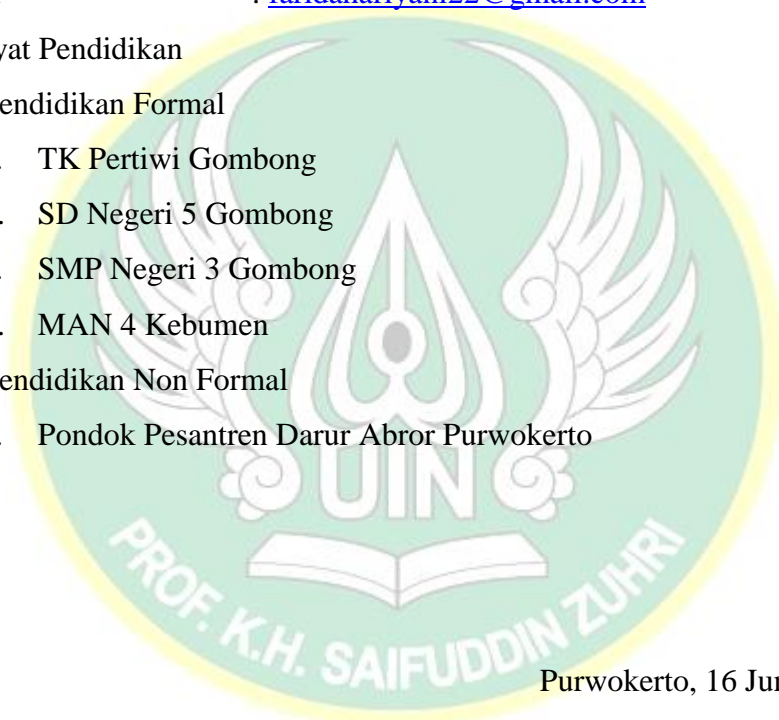 yat Pendidikan
endidikan Formal
TK Pertiwi Gombong
SD Negeri 5 Gombong
SMP Negeri 3 Gombong
MAN 4 Kebumen
endidikan Non Formal
Pondok Pesantren Darur Abror Purwokerto
UIN
PROF. K.H. SAIFUDDIN ZUHRI
Purwokerto, 16 Jun